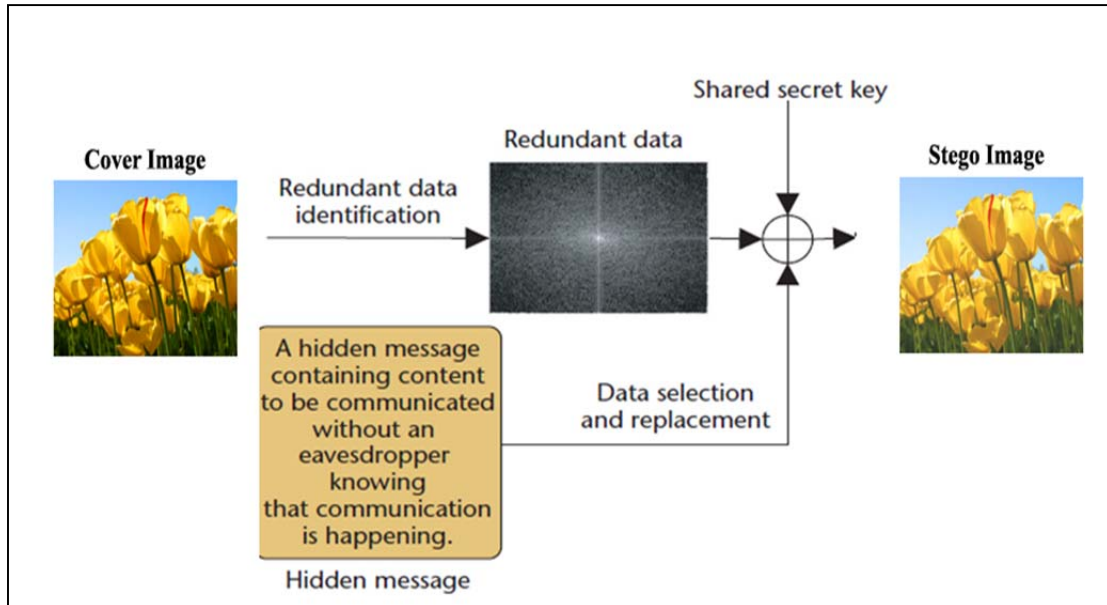 Shared secret key
Redundant data
Cover Image
Stego Image
Redundant data
identification
A hidden message
containing content
to be communicated
without an
eavesdropper
knowing
that communication
is happening.
Data selection
and replacement
Hidden message